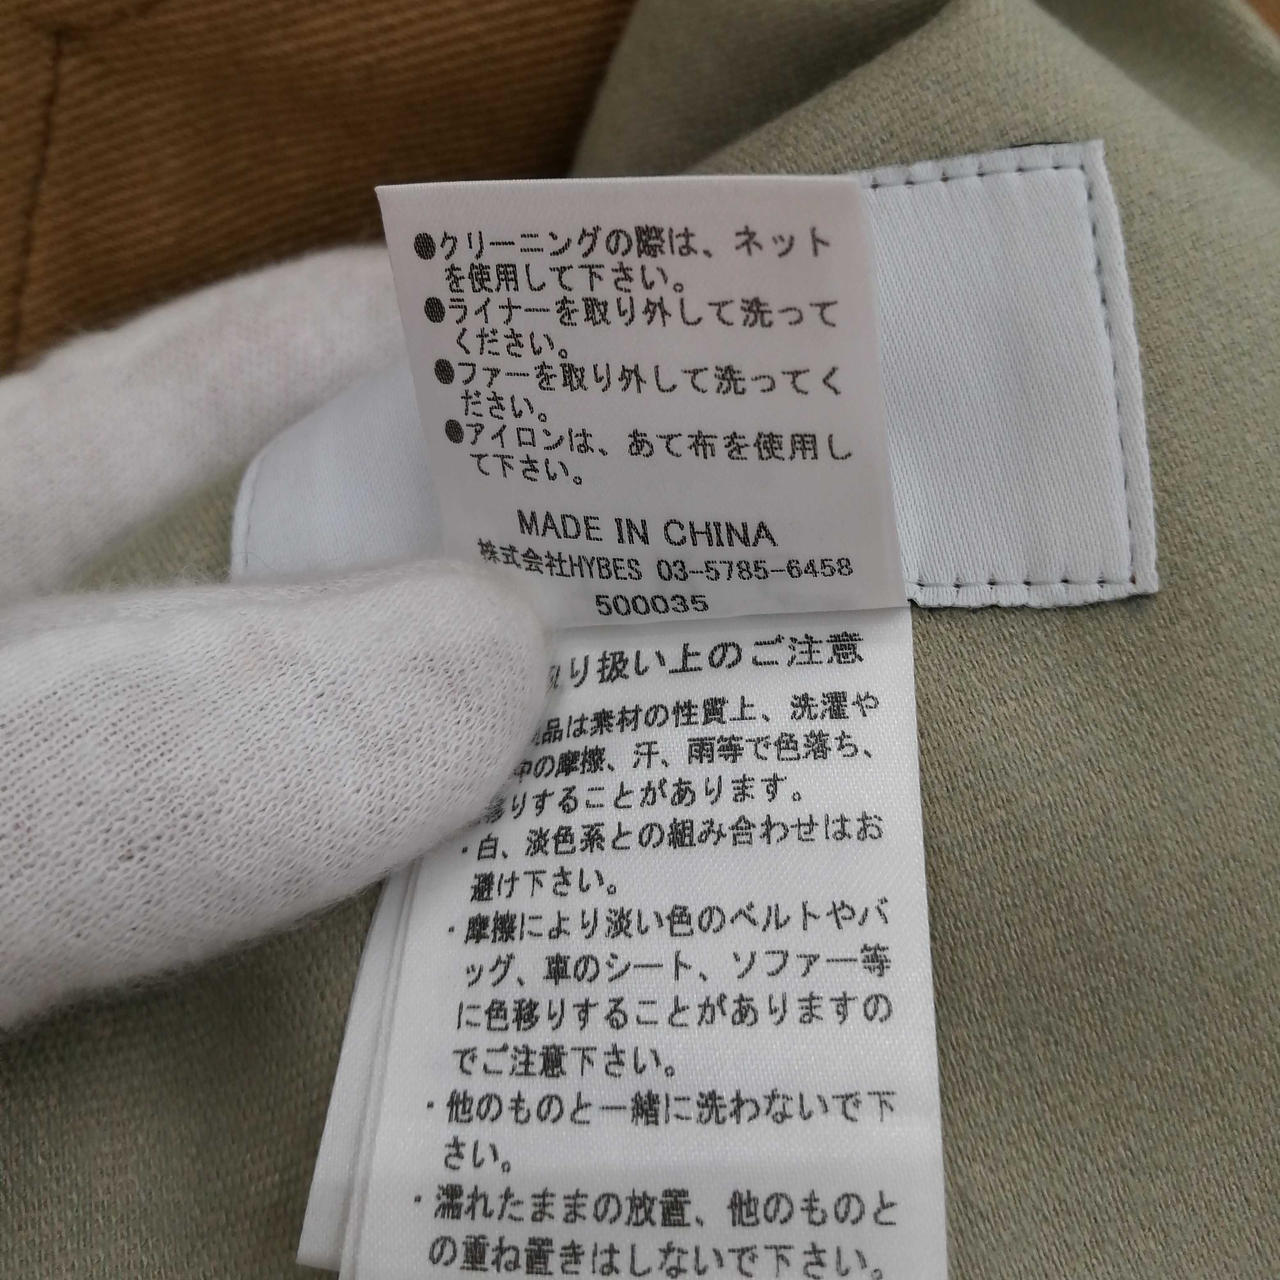 ●クリーニングの際は、ネット
を使用して下さい。
●ライナーを取り外して洗って
ください。
●ファーを取り外して洗ってく
ださい。
●アイロンは、あて布を使用し
て下さい。
MADE IN CHINA
株式会社HYBES 03-5785-6458
500035
り扱い上のご注意
品は素材の性質上、洗濯や
中の摩擦、汗、雨等で色落ち、
移りすることがあります。
・白、淡色系との組み合わせはお
避け下さい。
・摩擦により淡い色のベルトやバ
ッグ、車のシート、ソファー等
に色移りすることがありますの
でご注意下さい。
・他のものと一緒に洗わないで下
さい。
・濡れたままの放置、他のものと
の重ね置きはしないで下さい。